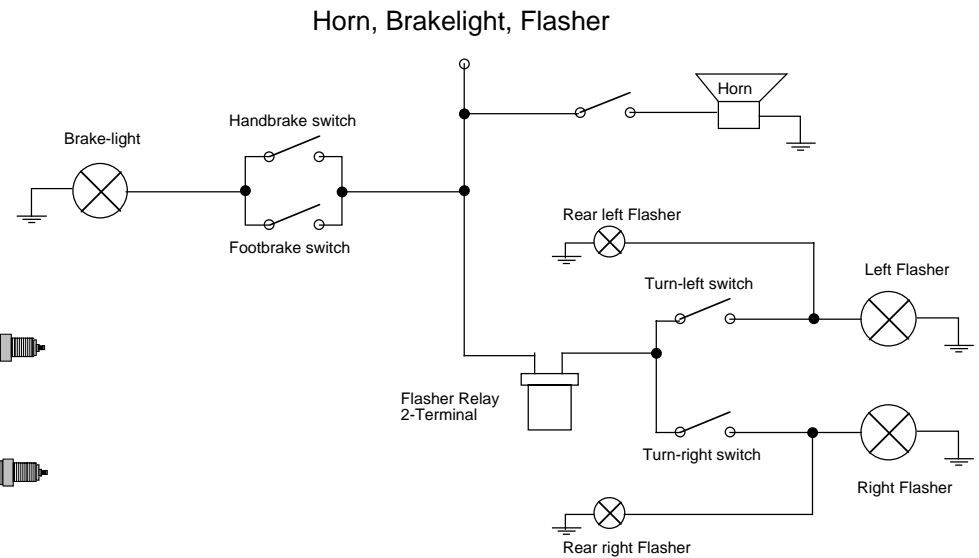 Horn, Brakelight, Flasher
Horn
Handbrake switch
Brake-light
Footbrake switch
Rear left Flasher
Left Flasher
Turn-left switch
Flasher Relay
2-Terminal
Turn-right switch
Right Flasher
Rear right Flasher